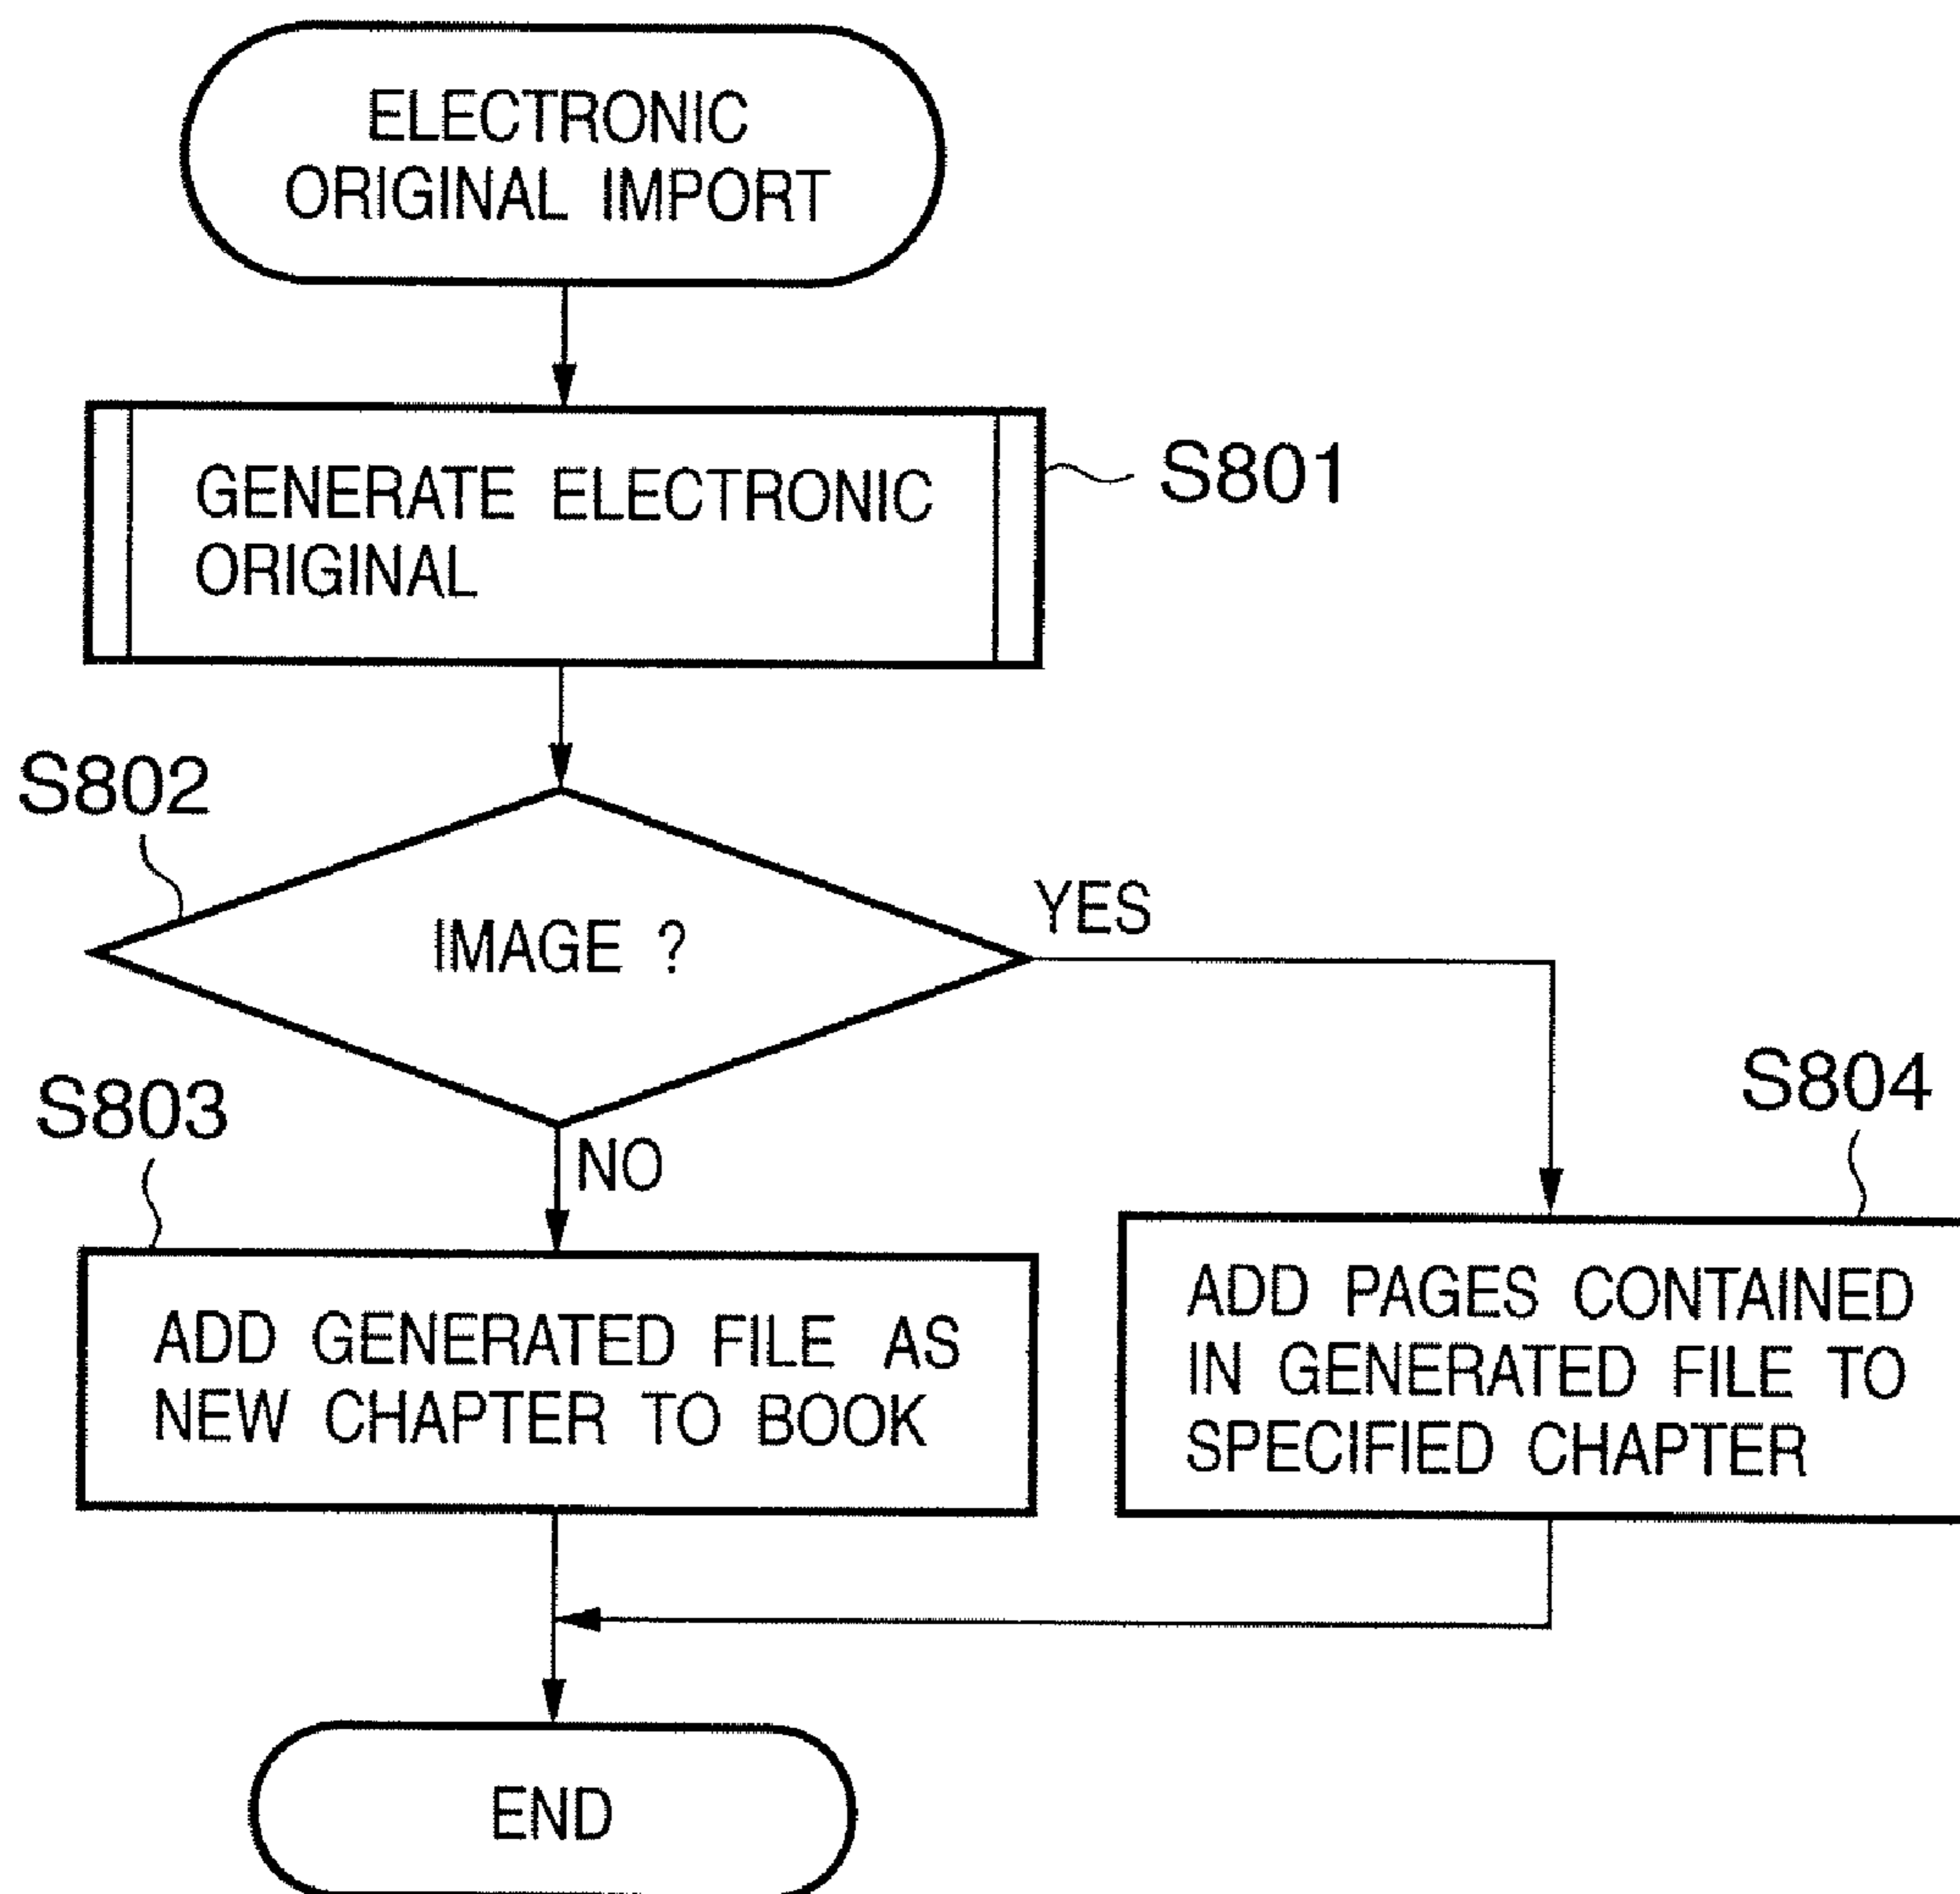 ELECTRONIC
ORIGINAL IMPORT
GENERATE ELECTRONIC
ORIGINAL
S801
S802
IMAGE ?
YES
NO
S803
ADD GENERATED FILE AS
NEW CHAPTER TO BOOK
S804
ADD PAGES CONTAINED
IN GENERATED FILE TO
SPECIFIED CHAPTER
END